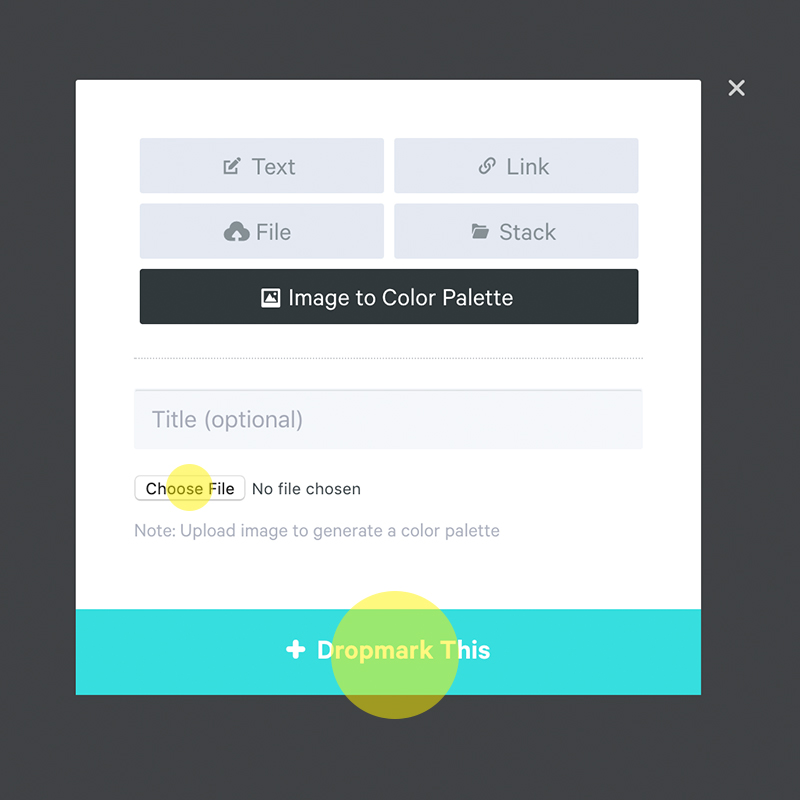 Text
Link
File
Stack
Image to Color Palette
Title (optional)
Choose File No file chosen
Note: Upload image to generate a color palette
Dropmark This